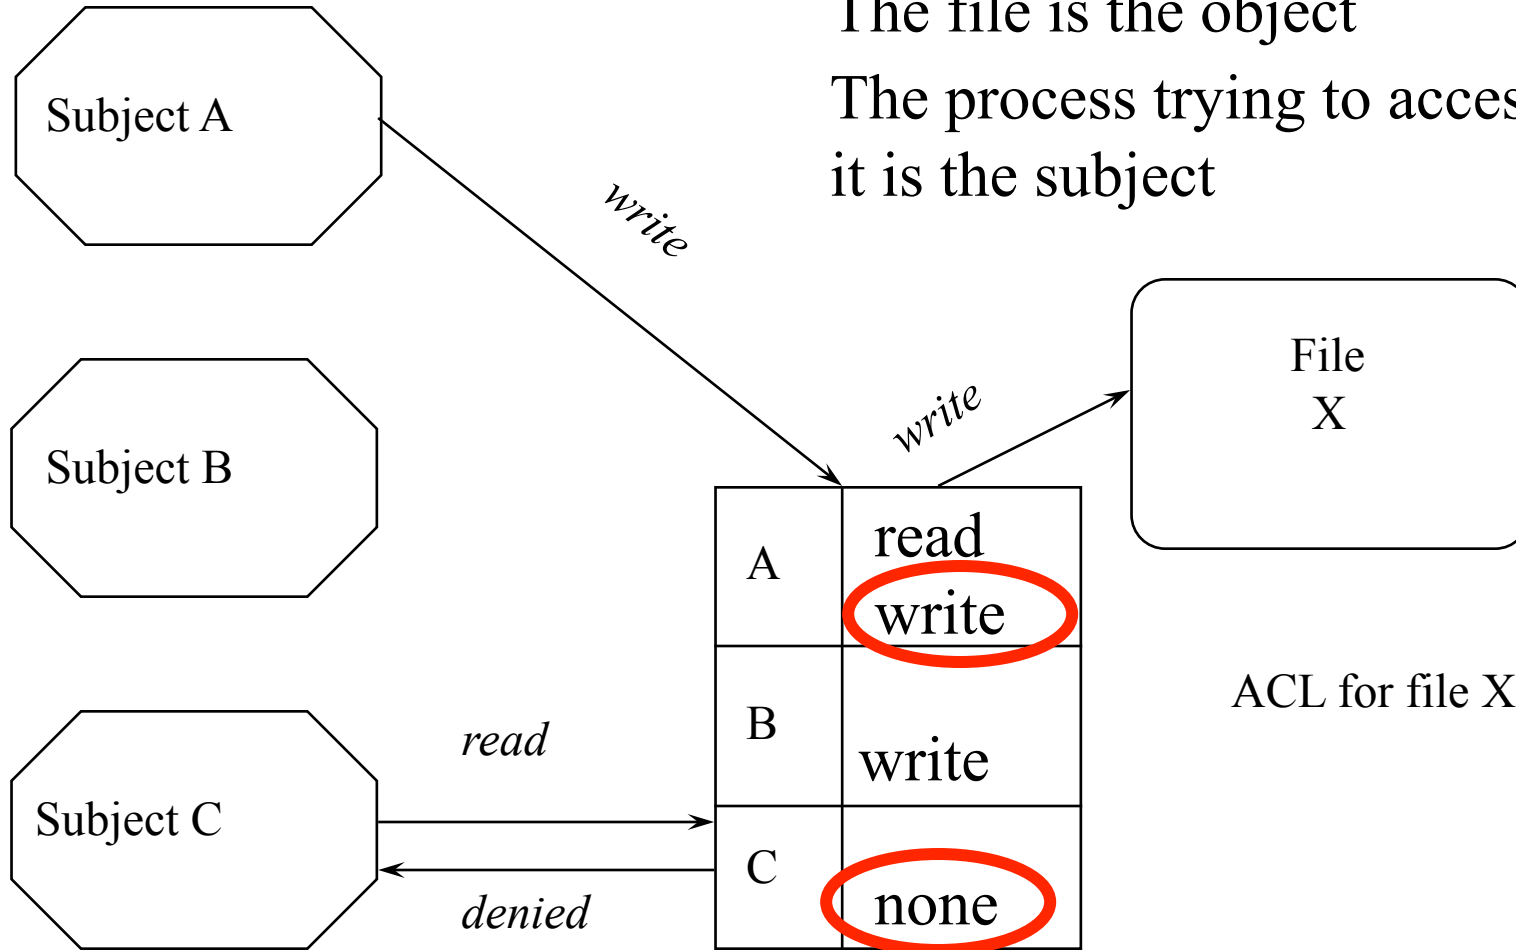 The file is the object
The process trying to acces
it is the subject
Subject A
write
Subject B
write
File
X
A
read
write
B
write
C
none
ACL for file X
Subject C
read
denied